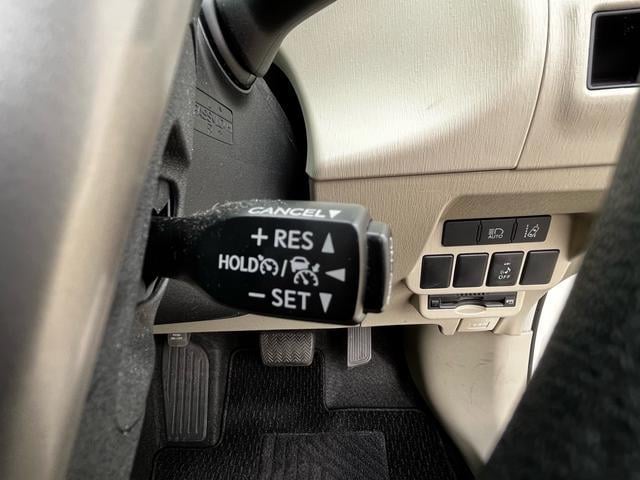 CANCEL▼
+ RES ▲
HOLD / ◄
− SET ▼
AUTO
OFF